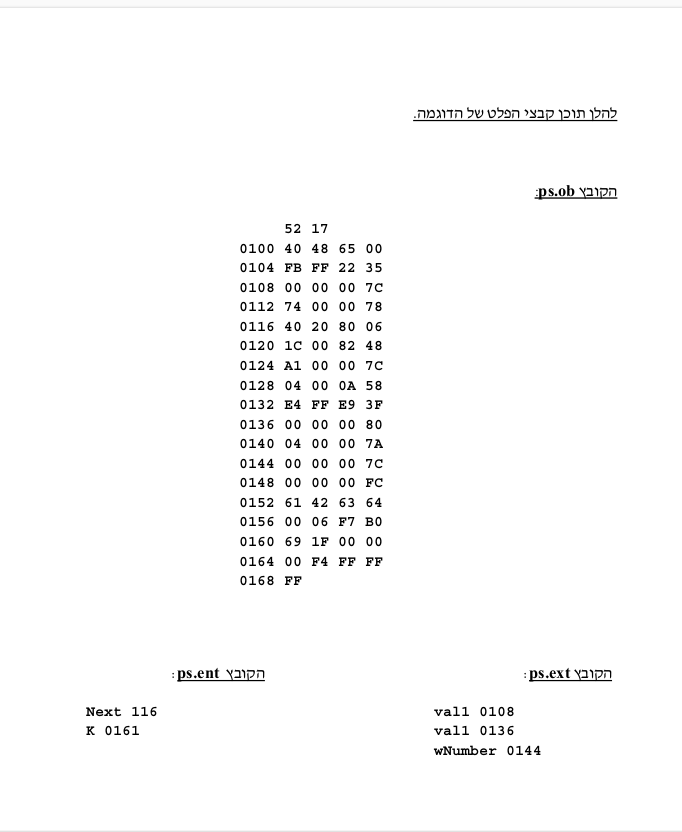 להלן תוכן קבצי הפלט של הדוגמה.
הקובץ ps.ob:
52 17
0100 40 48 65 00
0104 FB FF 22 35
0108 00 00 00 7C
0112 74 00 00 78
0116 40 20 80 06
0120 1C 00 82 48
0124 A1 00 00 7C
0128 04 00 0A 58
0132 E4 FF E9 3F
0136 00 00 00 80
0140 04 00 00 7A
0144 00 00 00 7C
0148 00 00 00 FC
0152 61 42 63 64
0156 00 06 F7 B0
0160 69 1F 00 00
0164 00 F4 FF FF
0168 FF
הקובץ ps.ext:
val1 0108
val1 0136
wNumber 0144
הקובץ ps.ent:
Next 116
K 0161